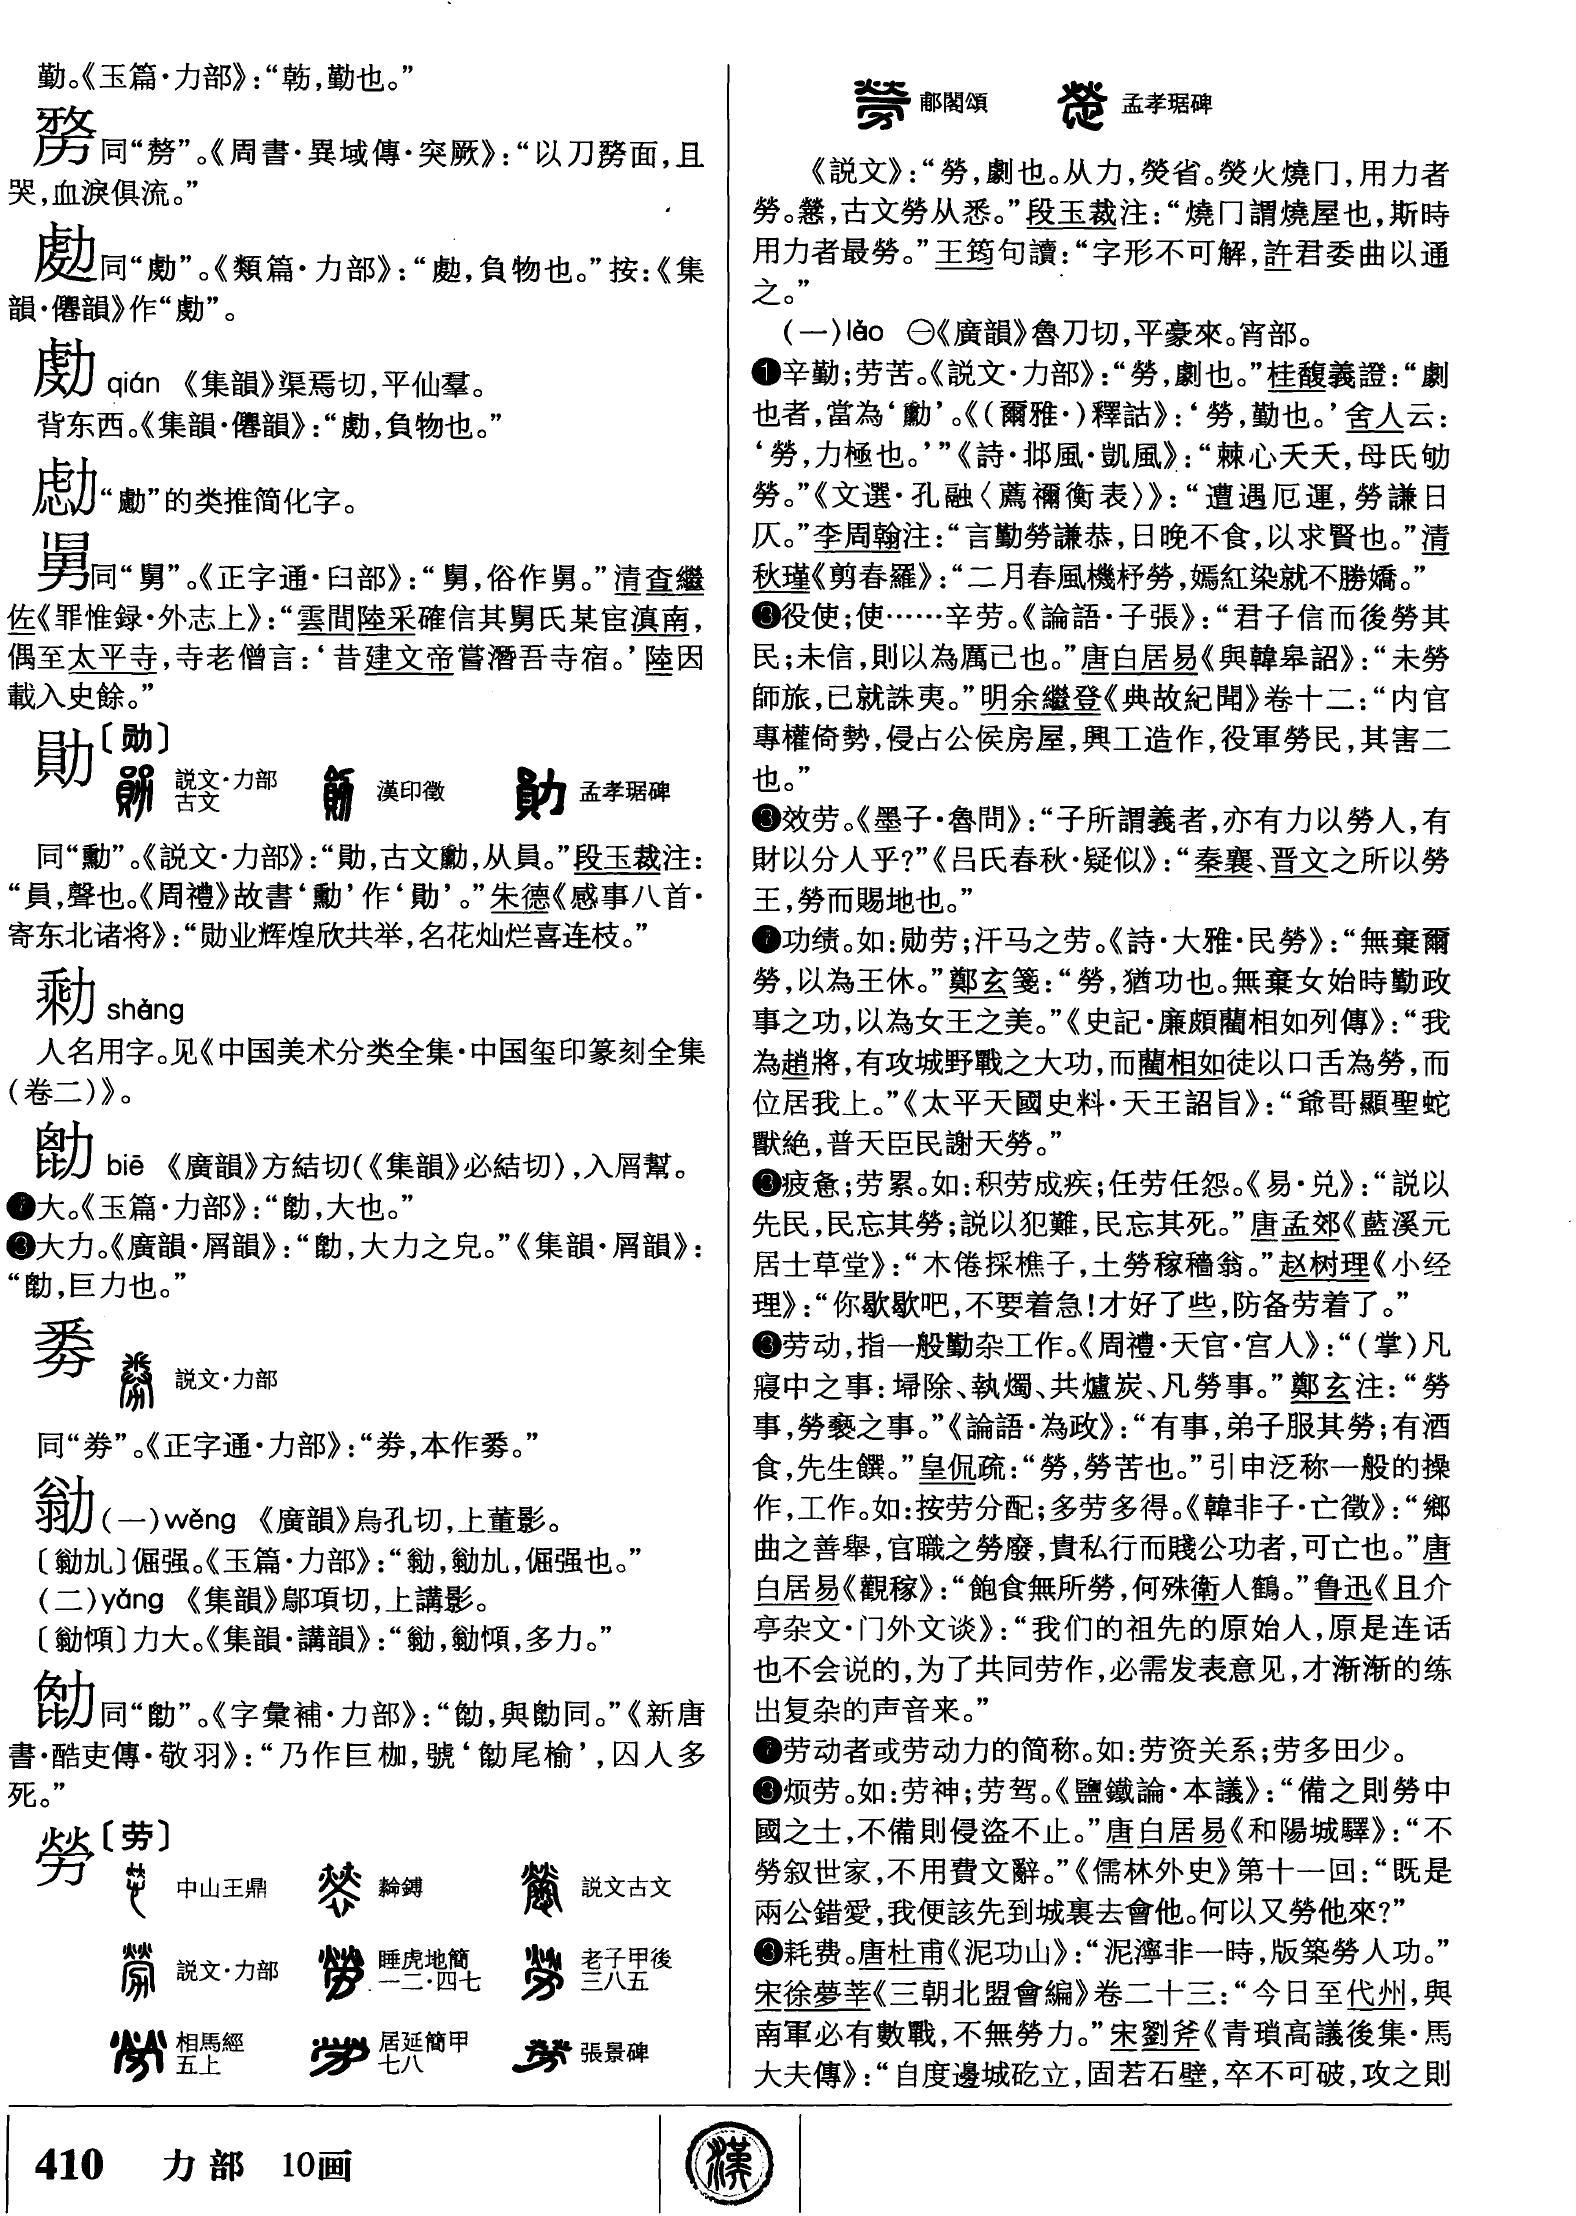 勤。《玉篇·力部》：“䓸，勤也。”
同“剺”。《周書·異域傳·突厥》：“以刀剺面，且
哭，血淚俱流。”
同“勮”。《類篇·力部》：“，負物也。”按：《集
韻·僊韻》作“”。
qián 《集韻》渠焉切，平仙羣。
背东西。《集韻·僊韻》：“，負物也。”
“勴”的类推简化字。
同“舅”。《正字通·臼部》：“舅，俗作。”清查繼
佐《罪惟録·外志上》：“雲間陸采確信其舅氏某宦滇南，
偶至太平寺，寺老僧言：‘昔建文帝嘗潛吾寺宿。’陸因
載入史餘。”
勛〔勋〕
説文·力部古文 漢印徵 孟孝琚碑
同“勳”。《説文·力部》：“勛，古文勳，从員。”段玉裁注：
“員，聲也。《周禮》故書‘勳’作‘勛’。”朱德《感事八首·
寄东北诸将》：“勋业辉煌欣共举，名花灿烂喜连枝。”
shèng
人名用字。见《中国美术分类全集·中国玺印篆刻全集
（卷二）》。
biē 《廣韻》方結切（《集韻》必結切），入屑幫。
大。《玉篇·力部》：“，大也。”
大力。《廣韻·屑韻》：“，大力之皃。”《集韻·屑韻》：
“，巨力也。”
説文·力部
同“劵”。《正字通·力部》：“劵，本作。”
勜（一）wěng 《廣韻》烏孔切，上董影。
〔勜〕倔强。《玉篇·力部》：“勜，勜，倔强也。”
（二）yǎng 《集韻》鄔項切，上講影。
〔勜〕力大。《集韻·講韻》：“勜，勜，多力。”
同“”。《字彙補·力部》：“，與同。”《新唐
書·酷吏傳·敬羽》：“乃作巨枷，號‘尾榆’，囚人多
死。”
勞〔劳〕
中山王鼎 鎛 説文古文
説文·力部 睡虎地簡一二·四七 老子甲後三八五
相馬經五上 居延簡甲七八 張景碑
郙閣頌 孟孝琚碑
《説文》：“勞，劇也。从力，熒省。熒火燒冂，用力者
勞。，古文勞从悉。”段玉裁注：“燒冂謂燒屋也，斯時
用力者最勞。”王筠句讀：“字形不可解，許君委曲以通
之。”
（一）láo ㊀《廣韻》魯刀切，平豪來。宵部。
❶辛勤；劳苦。《説文·力部》：“勞，劇也。”桂馥義證：“劇
也者，當為‘勮’。《（爾雅·）釋詁》：‘勞，勤也。’舍人云：
‘勞，力極也。’”《詩·邶風·凱風》：“棘心夭夭，母氏劬
勞。”《文選·孔融〈薦禰衡表〉》：“遭遇厄運，勞謙日
仄。”李周翰注：“言勤勞謙恭，日晚不食，以求賢也。”清
秋瑾《剪春羅》：“二月春風機杼勞，嫣紅染就不勝嬌。”
役使；使……辛劳。《論語·子張》：“君子信而後勞其
民；未信，則以為厲己也。”唐白居易《與韓皋詔》：“未勞
師旅，已就誅夷。”明余繼登《典故紀聞》卷十二：“内官
專權倚勢，侵占公侯房屋，興工造作，役軍勞民，其害二
也。”
❸效劳。《墨子·魯問》：“子所謂義者，亦有力以勞人，有
財以分人乎？”《吕氏春秋·疑似》：“秦襄、晋文之所以勞
王，勞而賜地也。”
功绩。如：勋劳；汗马之劳。《詩·大雅·民勞》：“無棄爾
勞，以為王休。”鄭玄箋：“勞，猶功也。無棄女始時勤政
事之功，以為女王之美。”《史記·廉頗藺相如列傳》：“我
為趙將，有攻城野戰之大功，而藺相如徒以口舌為勞，而
位居我上。”《太平天國史料·天王詔旨》：“爺哥顯聖蛇
獸絶，普天臣民謝天勞。”
疲惫；劳累。如：积劳成疾；任劳任怨。《易·兑》：“説以
先民，民忘其勞；説以犯難，民忘其死。”唐孟郊《藍溪元
居士草堂》：“木倦採樵子，土勞稼穡翁。”赵树理《小经
理》：“你歇歇吧，不要着急！才好了些，防备劳着了。”
劳动，指一般勤杂工作。《周禮·天官·宫人》：“（掌）凡
寢中之事：埽除、執燭、共爐炭、凡勞事。”鄭玄注：“勞
事，勞褻之事。”《論語·為政》：“有事，弟子服其勞；有酒
食，先生饌。”皇侃疏：“勞，勞苦也。”引申泛称一般的操
作，工作。如：按劳分配；多劳多得。《韓非子·亡徵》：“鄉
曲之善舉，官職之勞廢，貴私行而賤公功者，可亡也。”唐
白居易《觀稼》：“飽食無所勞，何殊衛人鶴。”鲁迅《且介
亭杂文·门外文谈》：“我们的祖先的原始人，原是连话
也不会说的，为了共同劳作，必需发表意见，才渐渐的练
出复杂的声音来。”
劳动者或劳动力的简称。如：劳资关系；劳多田少。
烦劳。如：劳神；劳驾。《鹽鐵論·本議》：“備之則勞中
國之士，不備則侵盜不止。”唐白居易《和陽城驛》：“不
勞叙世家，不用費文辭。”《儒林外史》第十一回：“既是
兩公錯愛，我便該先到城裏去會他。何以又勞他來？”
耗费。唐杜甫《泥功山》：“泥濘非一時，版築勞人功。”
宋徐夢莘《三朝北盟會編》卷二十三：“今日至代州，與
南軍必有數戰，不無勞力。”宋劉斧《青瑣高議後集·馬
大夫傳》：“自度邊城矻立，固若石壁，卒不可破，攻之則
410 力部 10画
漢